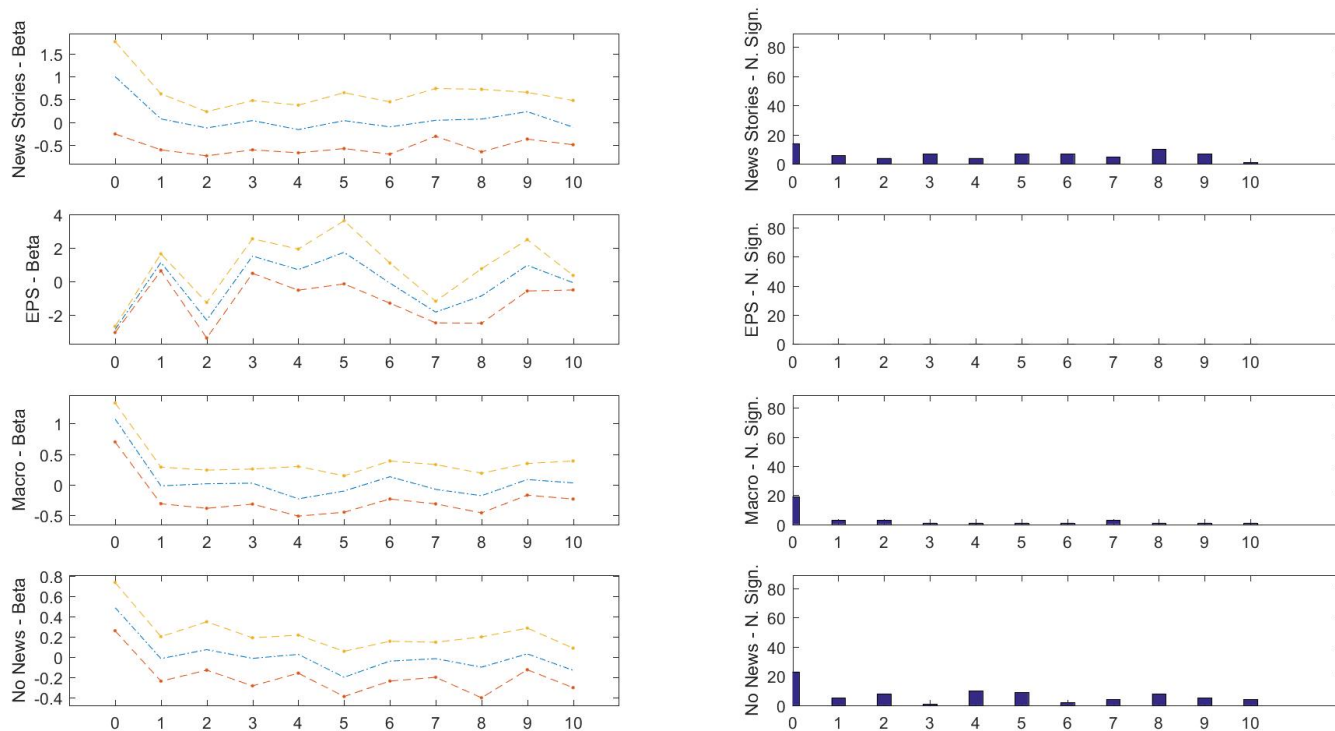 News Stories - Beta
1.5
1
0.5
0
-0.5
0 1 2 3 4 5 6 7 8 9 10
News Stories - N. Sign.
80
60
40
20
0
0 1 2 3 4 5 6 7 8 9 10
EPS - Beta
4
2
0
-2
0 1 2 3 4 5 6 7 8 9 10
EPS - N. Sign.
80
60
40
20
0
0 1 2 3 4 5 6 7 8 9 10
Macro - Beta
1
0.5
0
-0.5
0 1 2 3 4 5 6 7 8 9 10
Macro - N. Sign.
80
60
40
20
0
0 1 2 3 4 5 6 7 8 9 10
No News - Beta
0.8
0.6
0.4
0.2
0
-0.2
-0.4
0 1 2 3 4 5 6 7 8 9 10
No News - N. Sign.
80
60
40
20
0
0 1 2 3 4 5 6 7 8 9 10